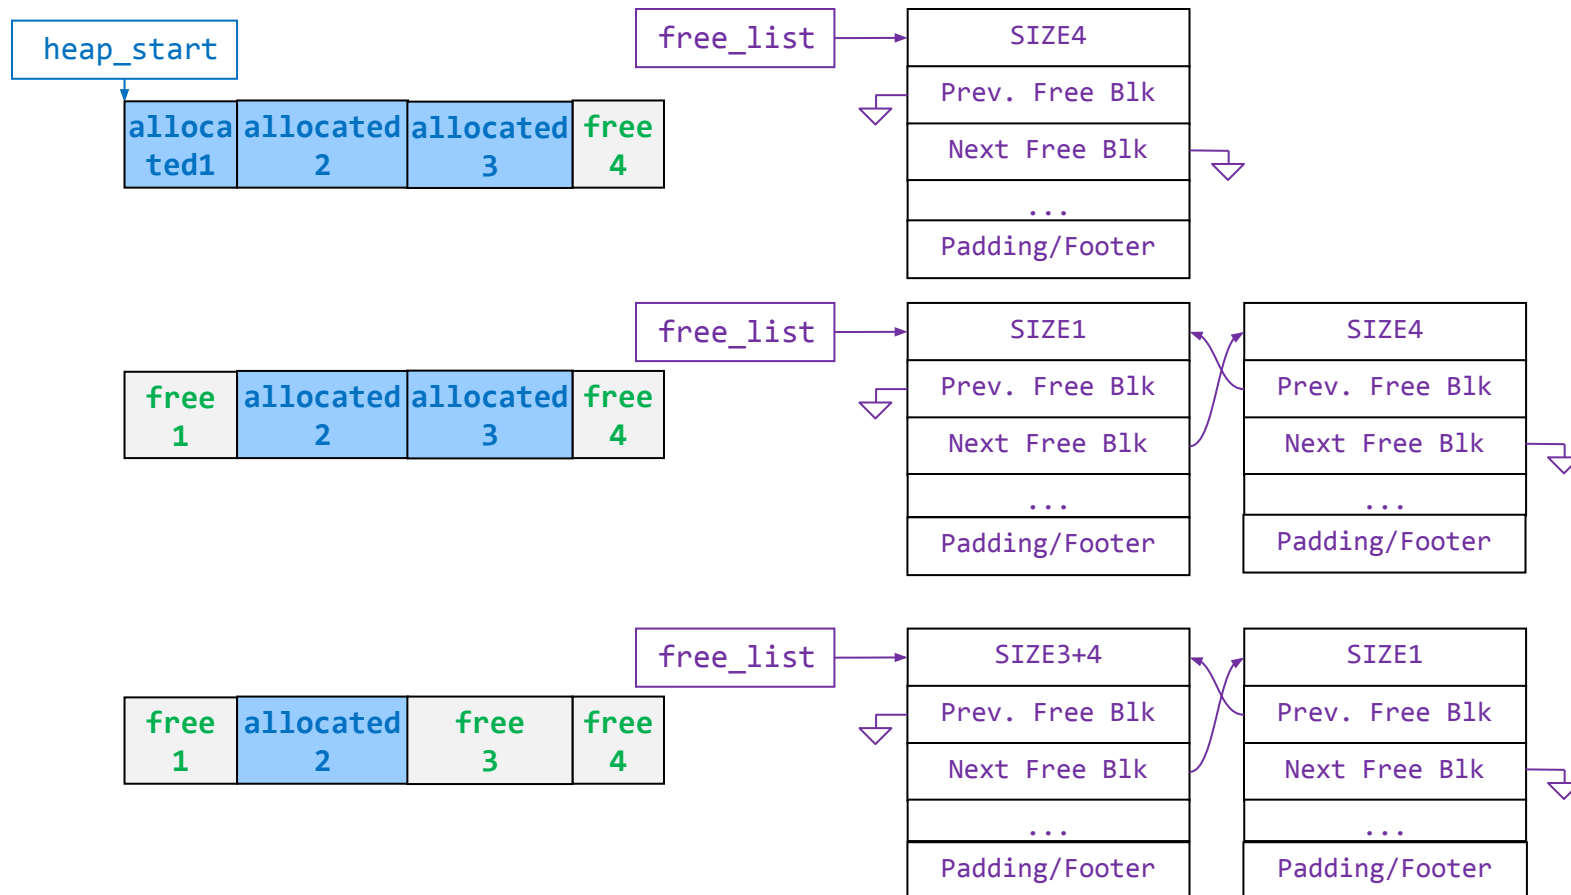 heap_start
alloca
ted1
allocated
2
allocated
3
free
4
free_list
SIZE4
Prev. Free Blk
Next Free Blk
...
Padding/Footer
free
1
allocated
2
allocated
3
free
4
free_list
SIZE1
Prev. Free Blk
Next Free Blk
...
Padding/Footer
SIZE4
Prev. Free Blk
Next Free Blk
...
Padding/Footer
free
1
allocated
2
free
3
free
4
free_list
SIZE3+4
Prev. Free Blk
Next Free Blk
...
Padding/Footer
SIZE1
Prev. Free Blk
Next Free Blk
...
Padding/Footer